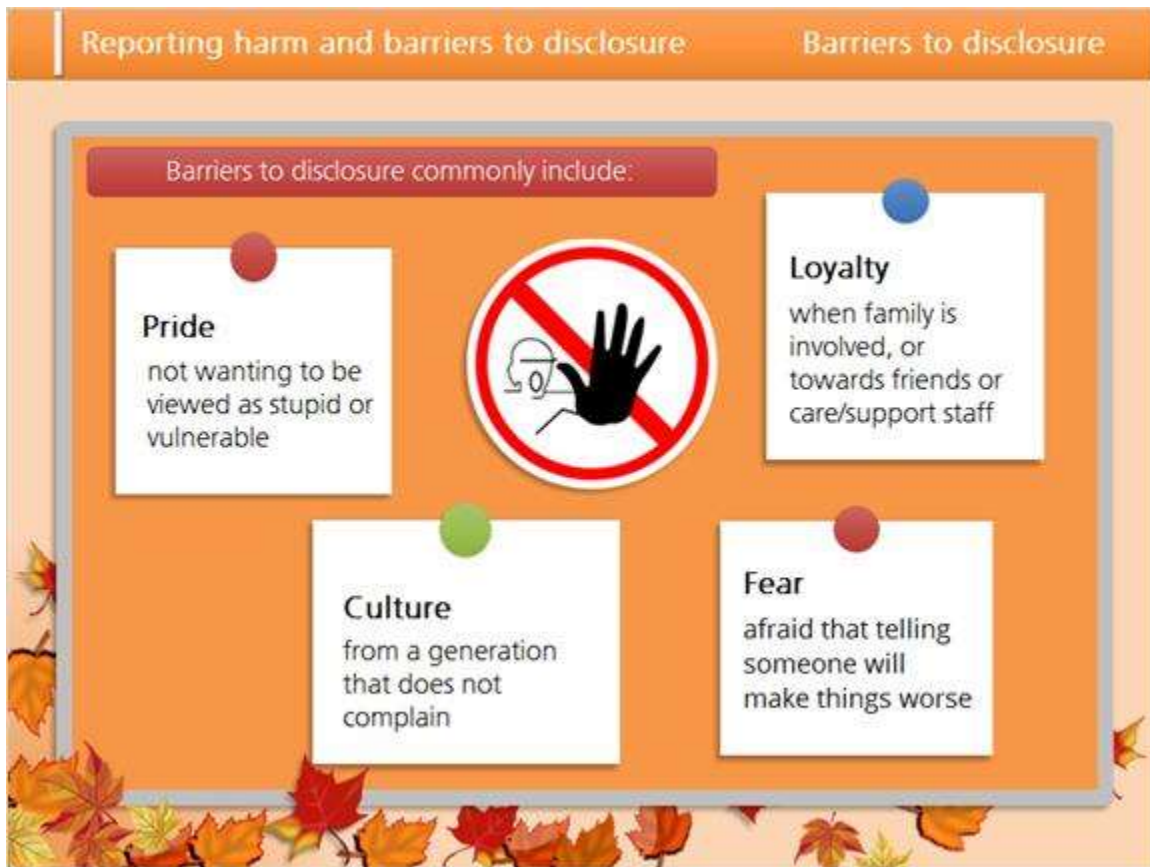 Reporting harm and barriers to disclosure
Barriers to disclosure
Barriers to disclosure commonly include:
Pride
not wanting to be
viewed as stupid or
vulnerable
Loyalty
when family is
involved, or
towards friends or
care/support staff
Culture
from a generation
that does not
complain
Fear
afraid that telling
someone will
make things worse